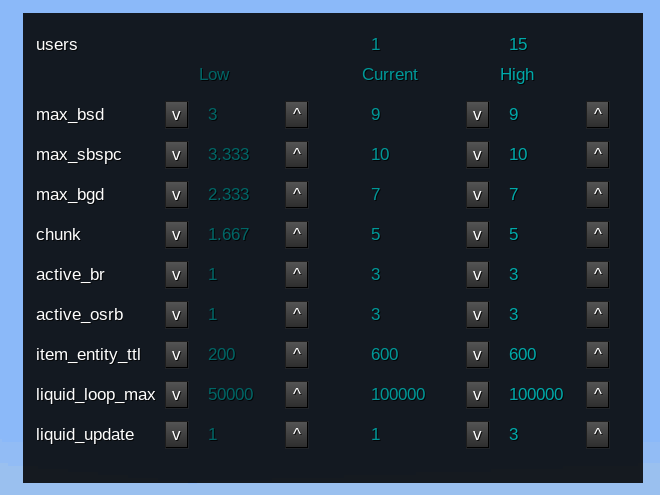 users 1 15
Low Current High
max_bsd v 3 ^ 9 v 9 ^
max_sbspc v 3.333 ^ 10 v 10 ^
max_bgd v 2.333 ^ 7 v 7 ^
chunk v 1.667 ^ 5 v 5 ^
active_br v 1 ^ 3 v 3 ^
active_osrb v 1 ^ 3 v 3 ^
item_entity_ttl v 200 ^ 600 v 600 ^
liquid_loop_max v 50000 ^ 100000 v 100000 ^
liquid_update v 1 ^ 1 v 3 ^